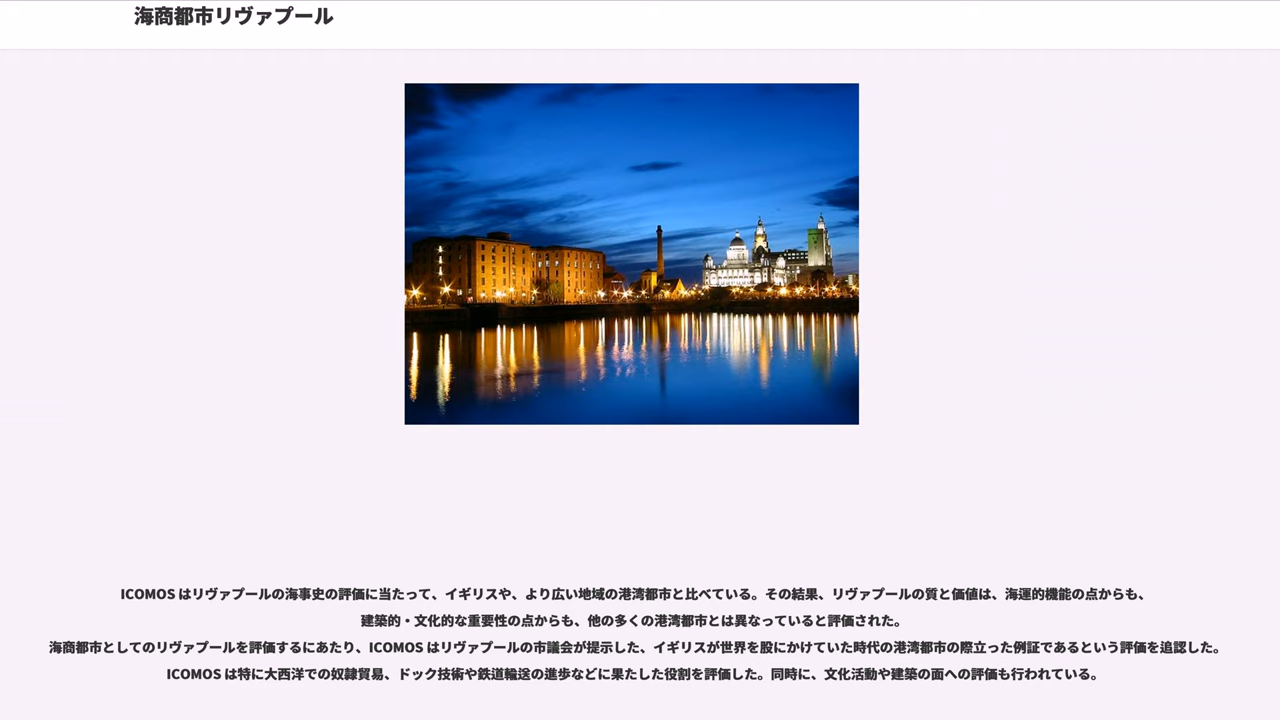 海商都市リヴァプール
ICOMOS はリヴァプールの海事史の評価に当たって、イギリスや、より広い地域の港湾都市と比べている。その結果、リヴァプールの質と価値は、海運的機能の点からも、
建築的・文化的な重要性の点からも、他の多くの港湾都市とは異なっていると評価された。
海商都市としてのリヴァプールを評価するにあたり、ICOMOS はリヴァプールの市議会が提示した、イギリスが世界を股にかけていた時代の港湾都市の際立った例証であるという評価を追認した。
ICOMOS は特に大西洋での奴隷貿易、ドック技術や鉄道輸送の進歩などに果たした役割を評価した。同時に、文化活動や建築の面への評価も行われている。